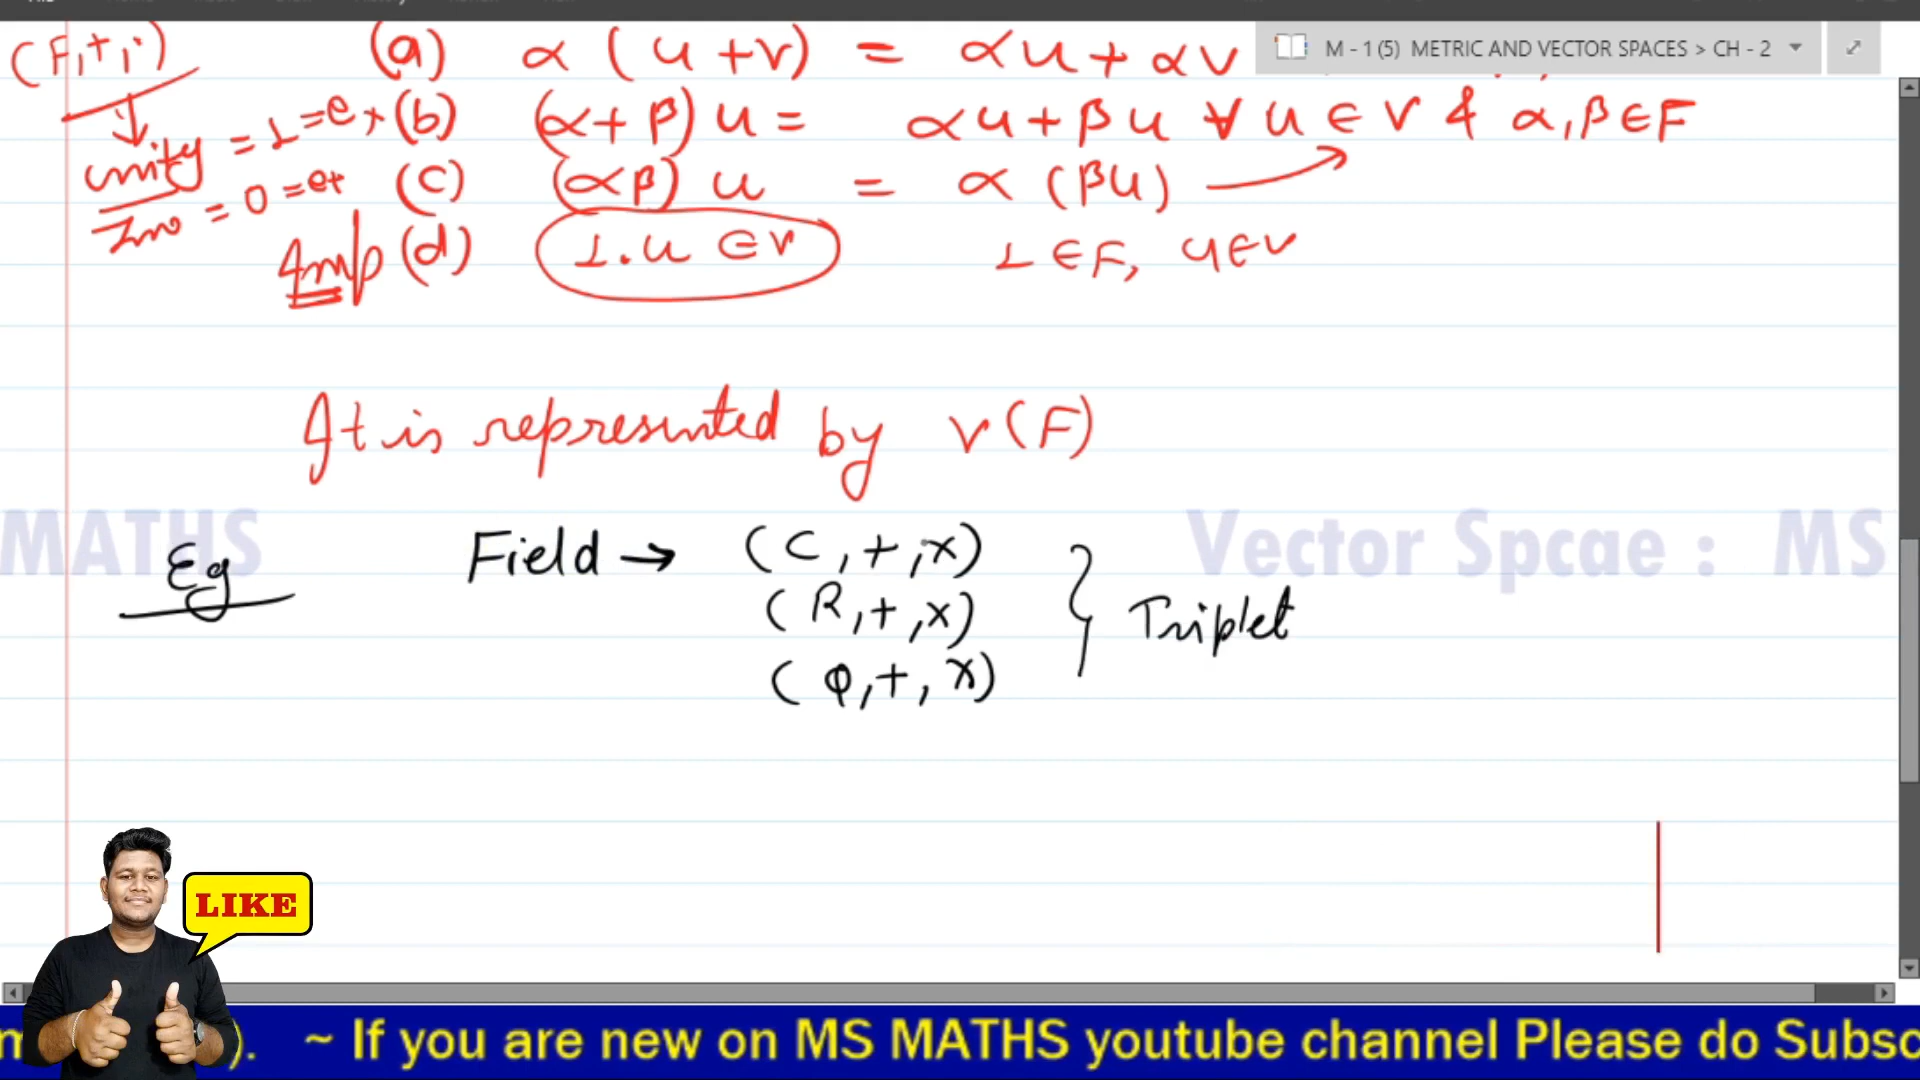 M - 1 (5) METRIC AND VECTOR SPACES > CH - 2
(F, +, ·)
(a) α (u + v) = αu + αv
(b) (α + β) u = αu + βu ∀ u ∈ V & α, β ∈ F
unity = 1 = e×
(c) (αβ) u = α (βu)
Zero = 0 = e+
Imp (d) 1. u ∈ V 1 ∈ F, u ∈ V
It is represented by V(F)
MATHS Vector Spcae : MS
Eg Field → (C, +, ×)
(R, +, ×)
(Q, +, ×)
} Triplet
LIKE
). ~ If you are new on MS MATHS youtube channel Please do Subsc